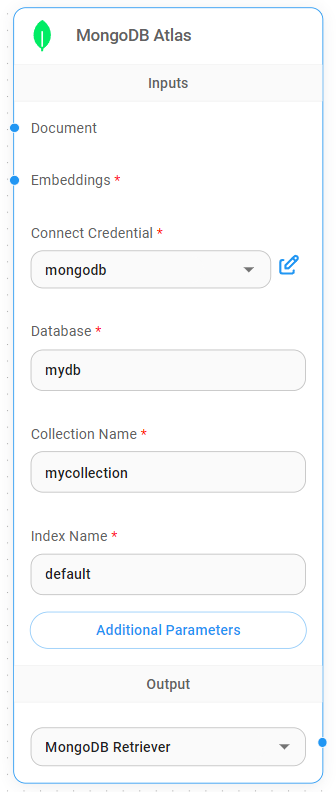 MongoDB Atlas
Inputs
Document
Embeddings *
Connect Credential *
mongodb
Database *
mydb
Collection Name *
mycollection
Index Name *
default
Additional Parameters
Output
MongoDB Retriever